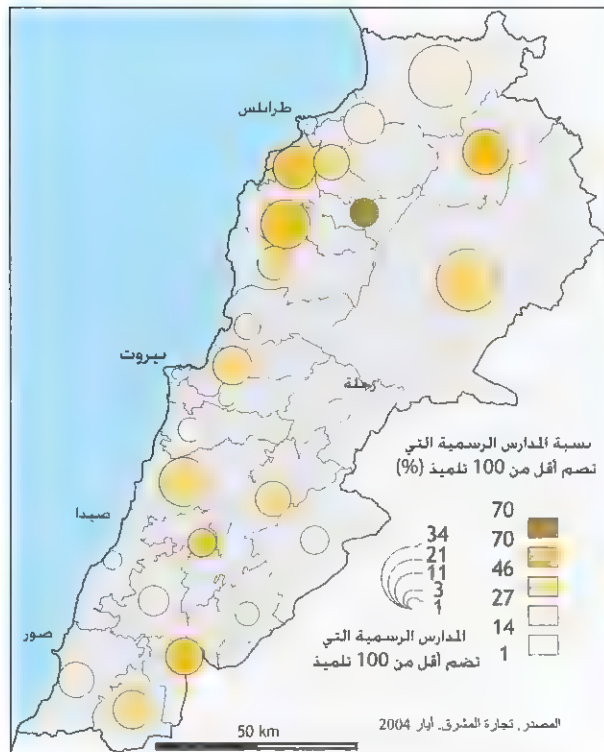 طرابلس
بيروت
زحلة
صيدا
صور
نسبة المدارس الرسمية التي
تضم أقل من 100 تلميذ (%)
70
70
46
27
14
1
34
21
11
3
1
المدارس الرسمية التي
تضم أقل من 100 تلميذ
50 km
المصدر، تجارة المشرق، أيار 2004